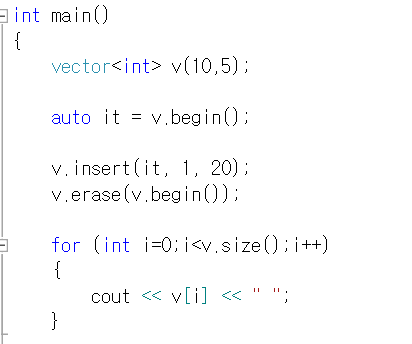 int main()
{
vector<int> v(10,5);
auto it = v.begin();
v.insert(it, 1, 20);
v.erase(v.begin());
for (int i=0;i<v.size();i++)
{
cout << v[i] << " ";
}